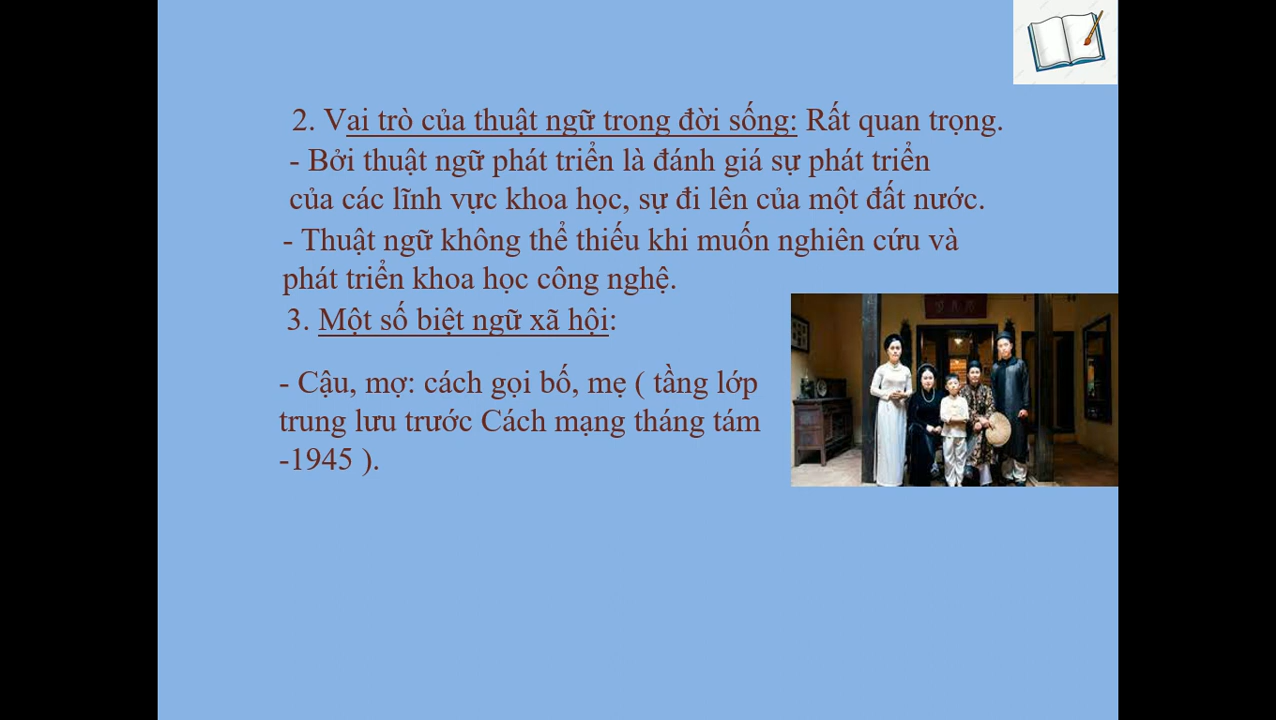 2. Vai trò của thuật ngữ trong đời sống: Rất quan trọng.
- Bởi thuật ngữ phát triển là đánh giá sự phát triển
của các lĩnh vực khoa học, sự đi lên của một đất nước.
- Thuật ngữ không thể thiếu khi muốn nghiên cứu và
phát triển khoa học công nghệ.
3. Một số biệt ngữ xã hội:
- Cậu, mợ: cách gọi bố, mẹ ( tầng lớp
trung lưu trước Cách mạng tháng tám
-1945 ).